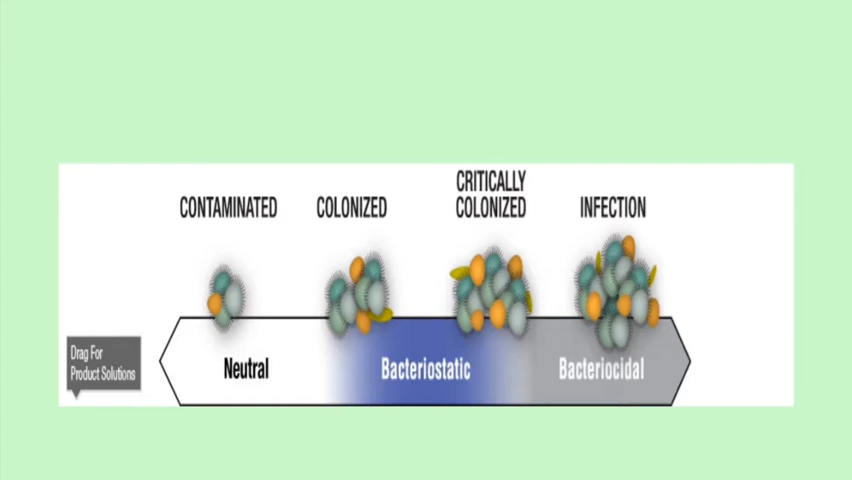 CONTAMINATED
COLONIZED
CRITICALLY
COLONIZED
INFECTION
Drag For
Product Solutions
Neutral
Bacteriostatic
Bacteriocidal